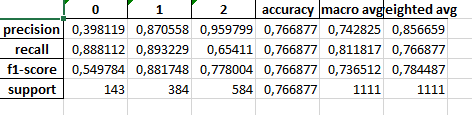 0 1 2 accuracy macro avg eighted avg
precision 0,398119 0,870558 0,959799 0,766877 0,742825 0,856659
recall 0,888112 0,893229 0,65411 0,766877 0,811817 0,766877
f1-score 0,549784 0,881748 0,778004 0,766877 0,736512 0,784487
support 143 384 584 0,766877 1111 1111